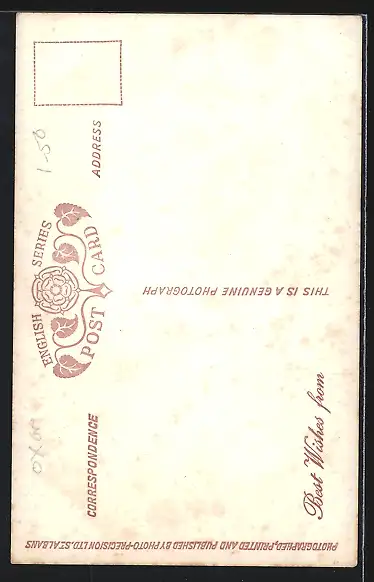 ENGLISH SERIES
POST CARD
CORRESPONDENCE
ADDRESS
THIS IS A GENUINE PHOTOGRAPH
Best Wishes from
PHOTOGRAPHED, PRINTED AND PUBLISHED BY PHOTO-PRECISION LTD. ST ALBANS
1-50
OXON